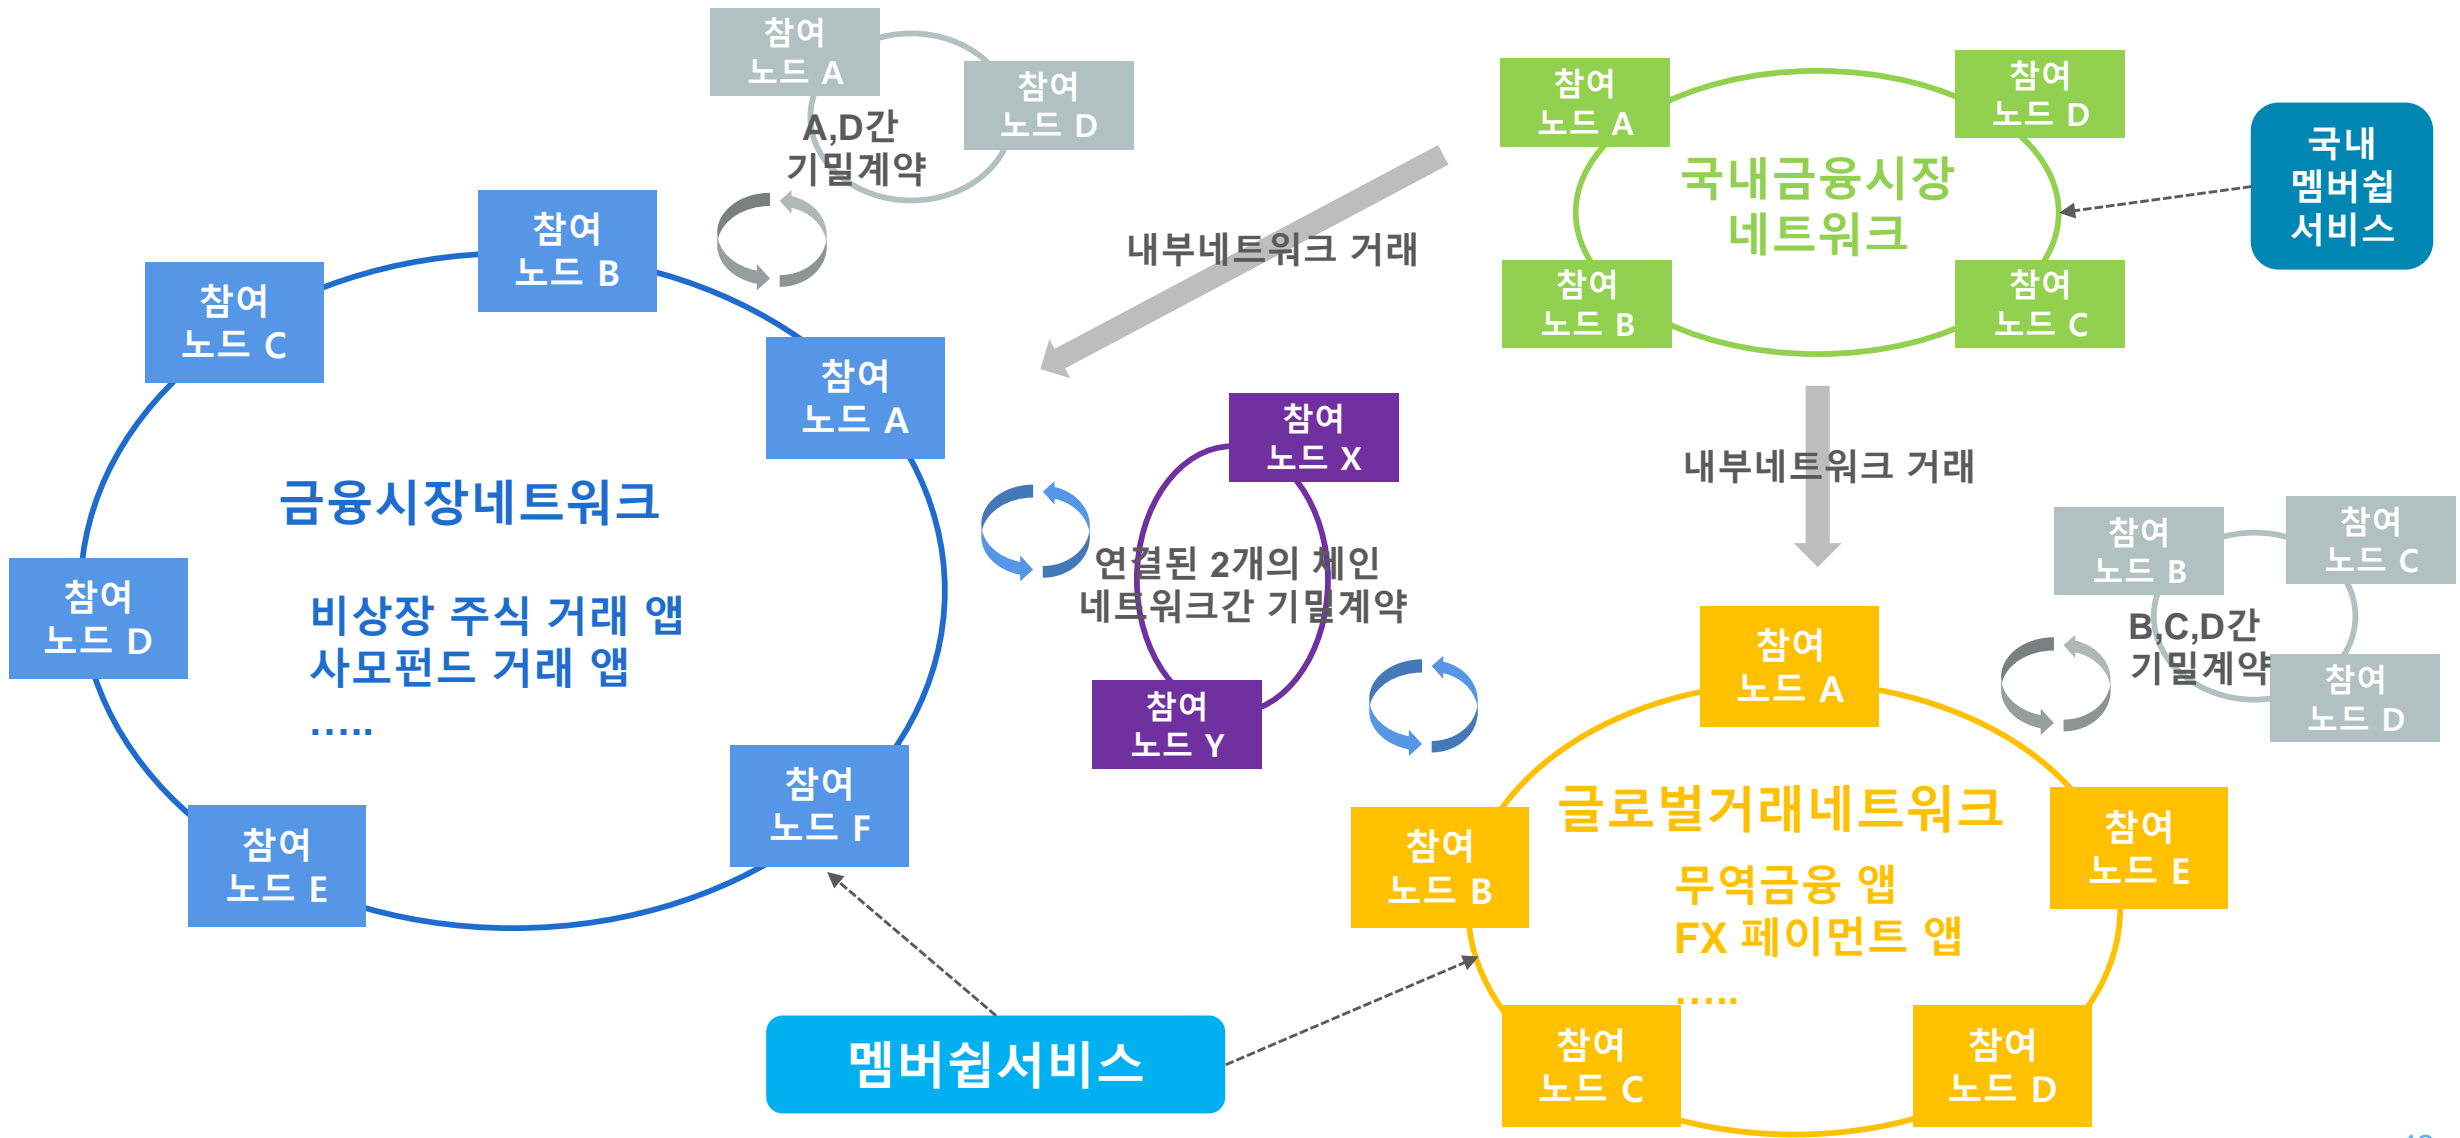 참여
노드 A
참여
노드 D
A,D간
기밀계약
참여
노드 B
참여
노드 C
참여
노드 A
금융시장네트워크
비상장 주식 거래 앱
사모펀드 거래 앱
.....
참여
노드 D
참여
노드 E
참여
노드 F
내부네트워크 거래
참여
노드 A
참여
노드 D
국내금융시장
네트워크
참여
노드 B
참여
노드 C
국내
멤버쉽
서비스
내부네트워크 거래
참여
노드 X
연결된 2개의 체인
네트워크간 기밀계약
참여
노드 Y
참여
노드 B
참여
노드 C
B,C,D간
기밀계약
참여
노드 D
참여
노드 A
참여
노드 B
글로벌거래네트워크
무역금융 앱
FX 페이먼트 앱
.....
참여
노드 E
참여
노드 C
참여
노드 D
멤버쉽서비스